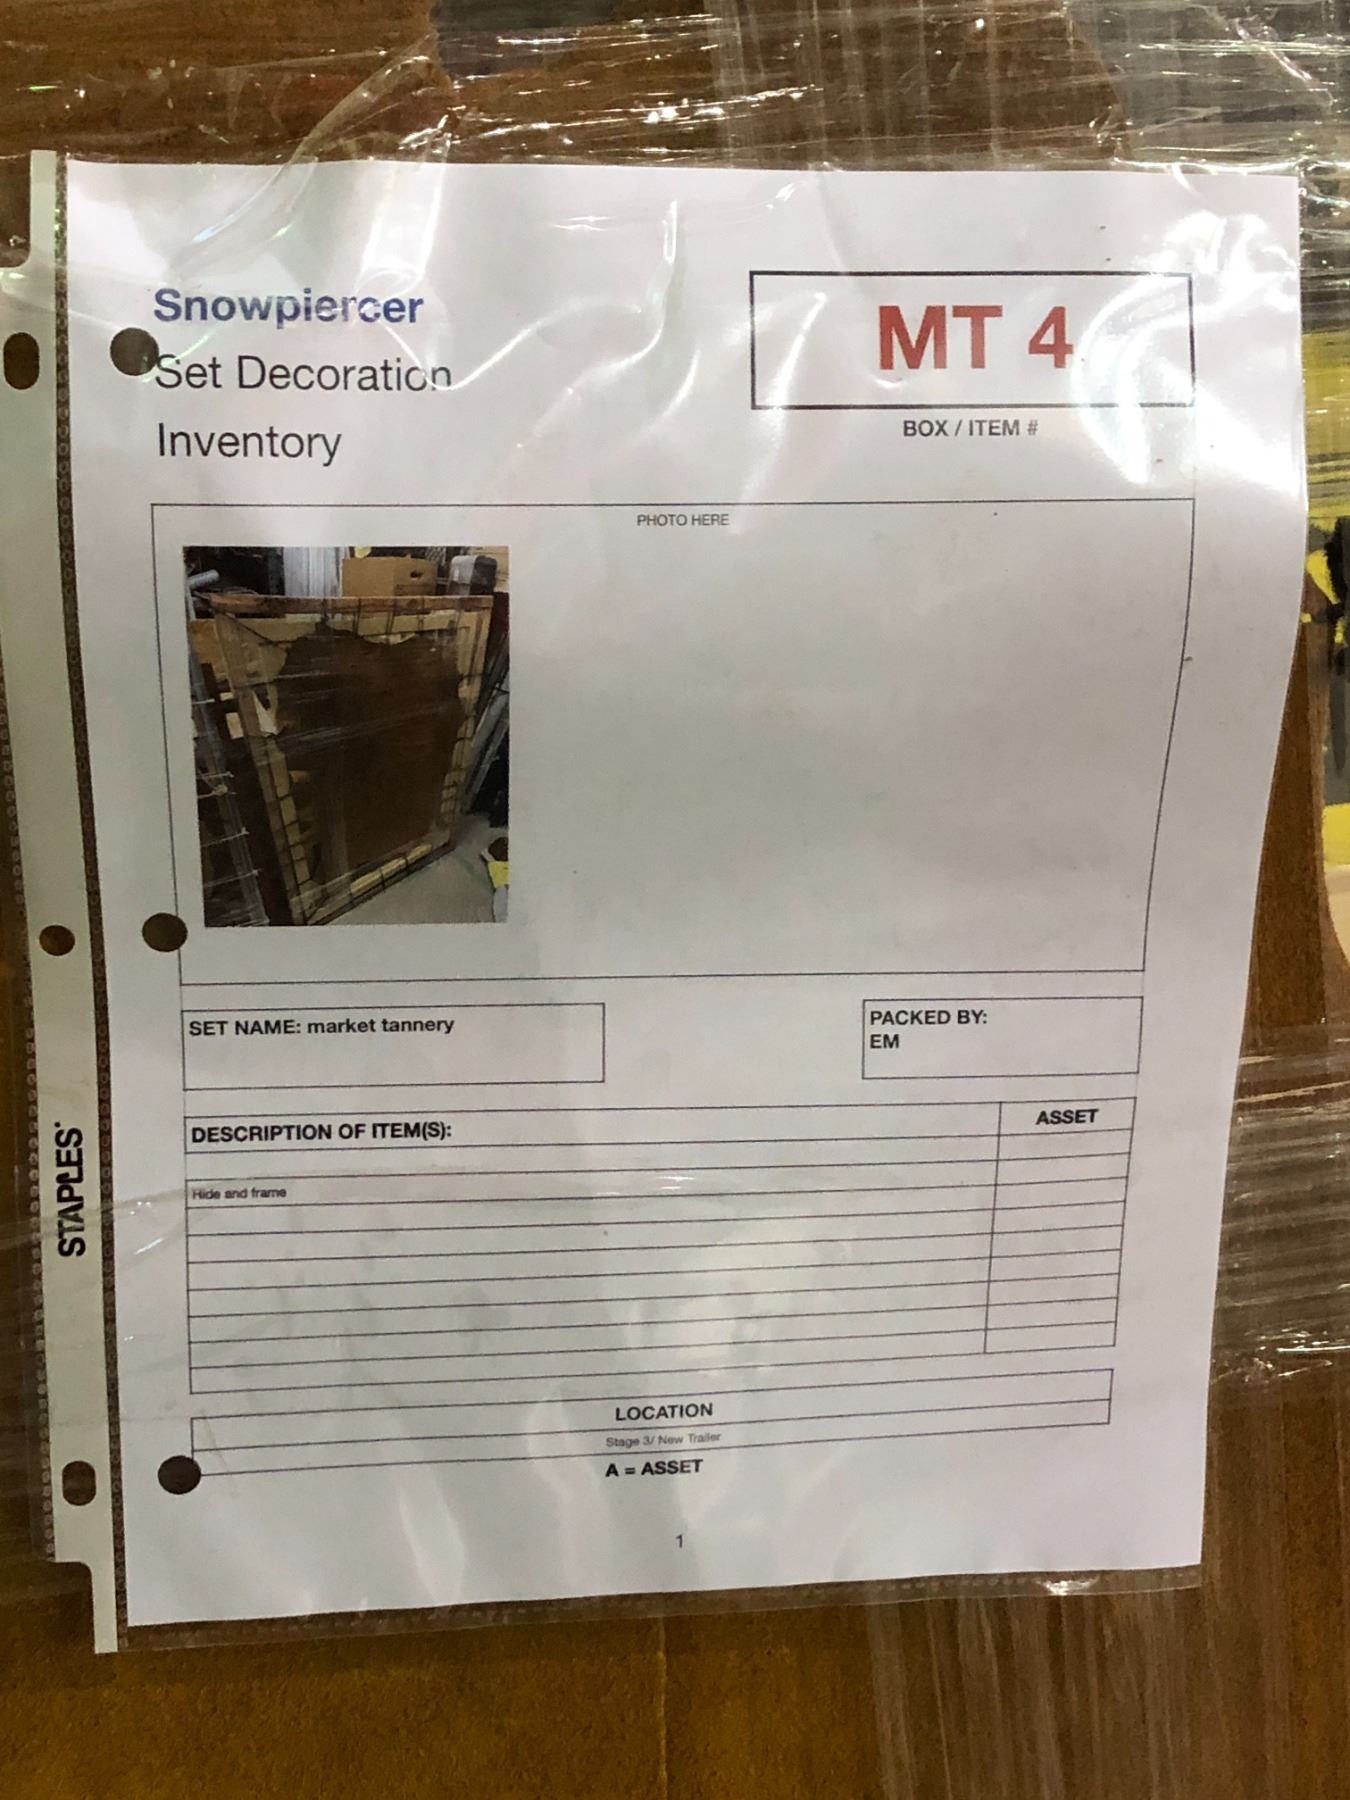 Snowpiercer
Set Decoration
Inventory
MT 4
BOX / ITEM #
PHOTO HERE
SET NAME: market tannery
PACKED BY:
EM
DESCRIPTION OF ITEM(S):
ASSET
Hide and frame
LOCATION
Stage 3/ New Trailer
A = ASSET
1
STAPLES